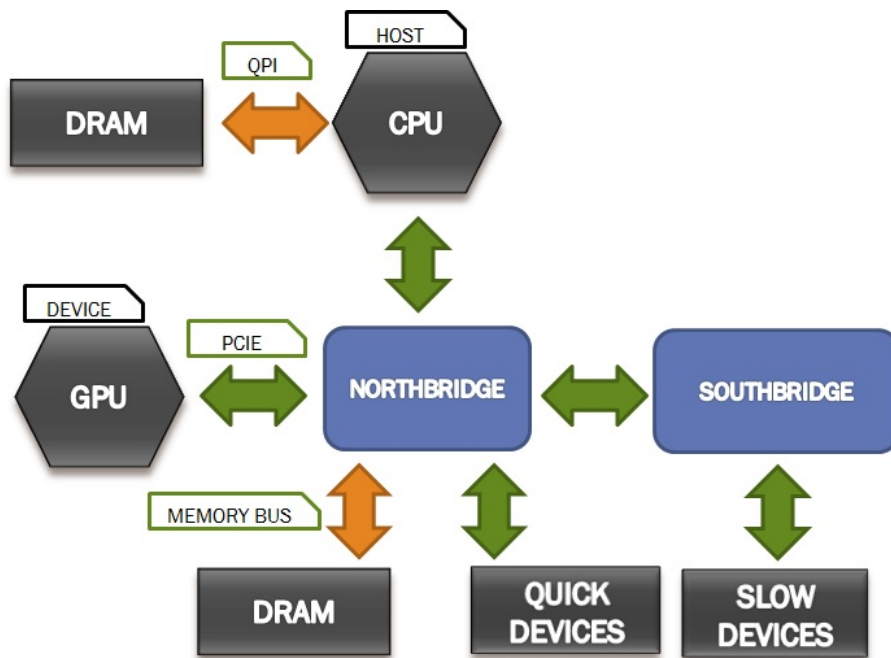 HOST
QPI
DRAM
CPU
DEVICE
PCIE
GPU
NORTHBRIDGE
SOUTHBRIDGE
MEMORY BUS
DRAM
QUICK
DEVICES
SLOW
DEVICES